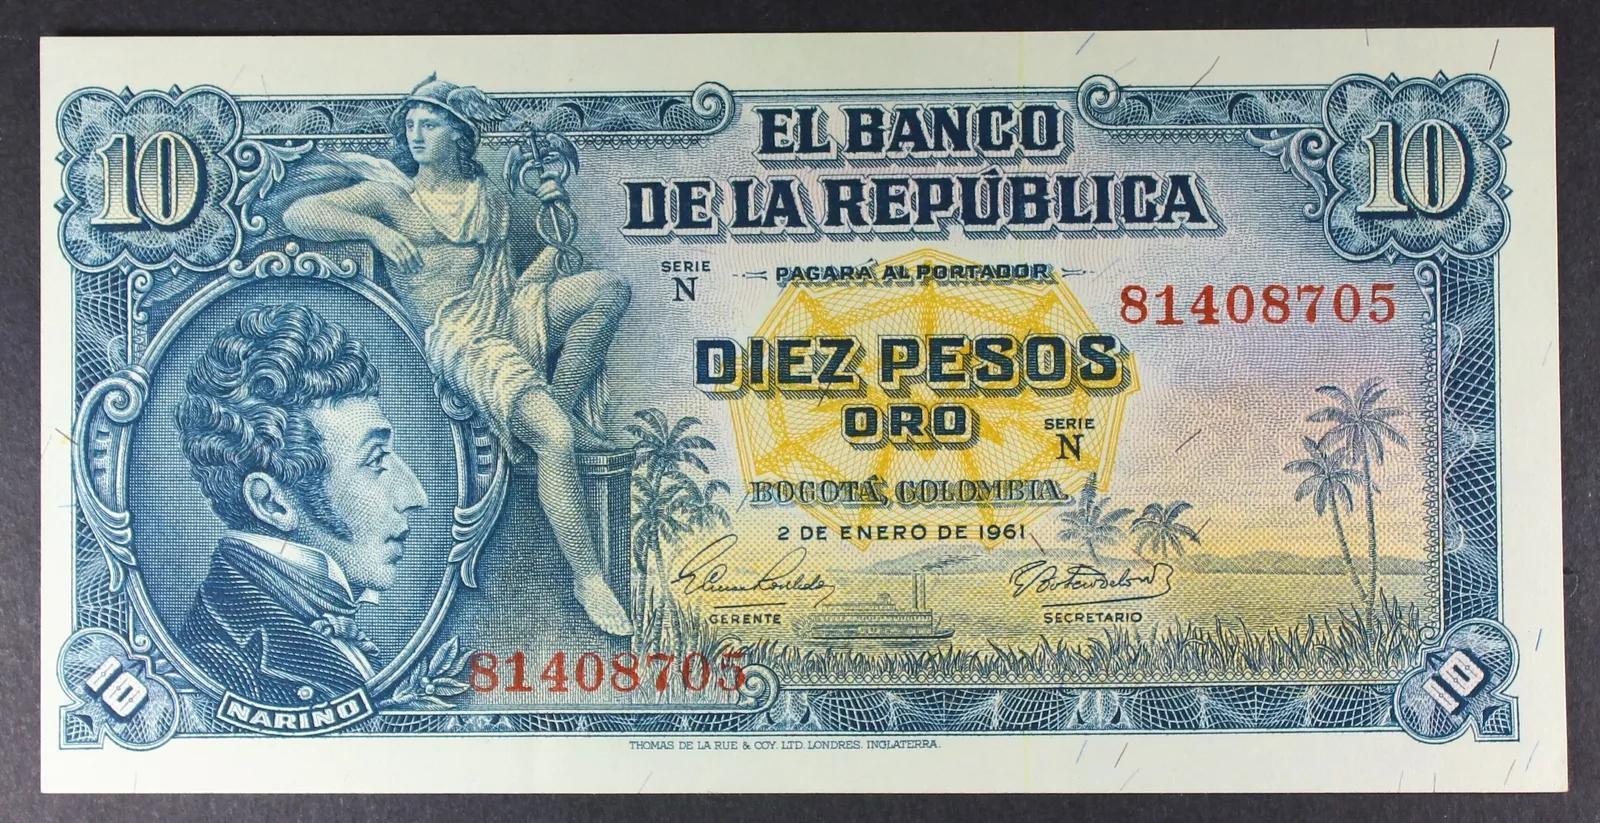 10
EL BANCO
10
DE LA REPÚBLICA
SERIE
N
PAGARÁ AL PORTADOR
81408705
DIEZ PESOS
ORO
SERIE
N
BOGOTÁ, COLOMBIA.
2 DE ENERO DE 1961
GERENTE
SECRETARIO
81408705
10
NARIÑO
10
THOMAS DE LA RUE & COY. LTD. LONDRES. INGLATERRA.